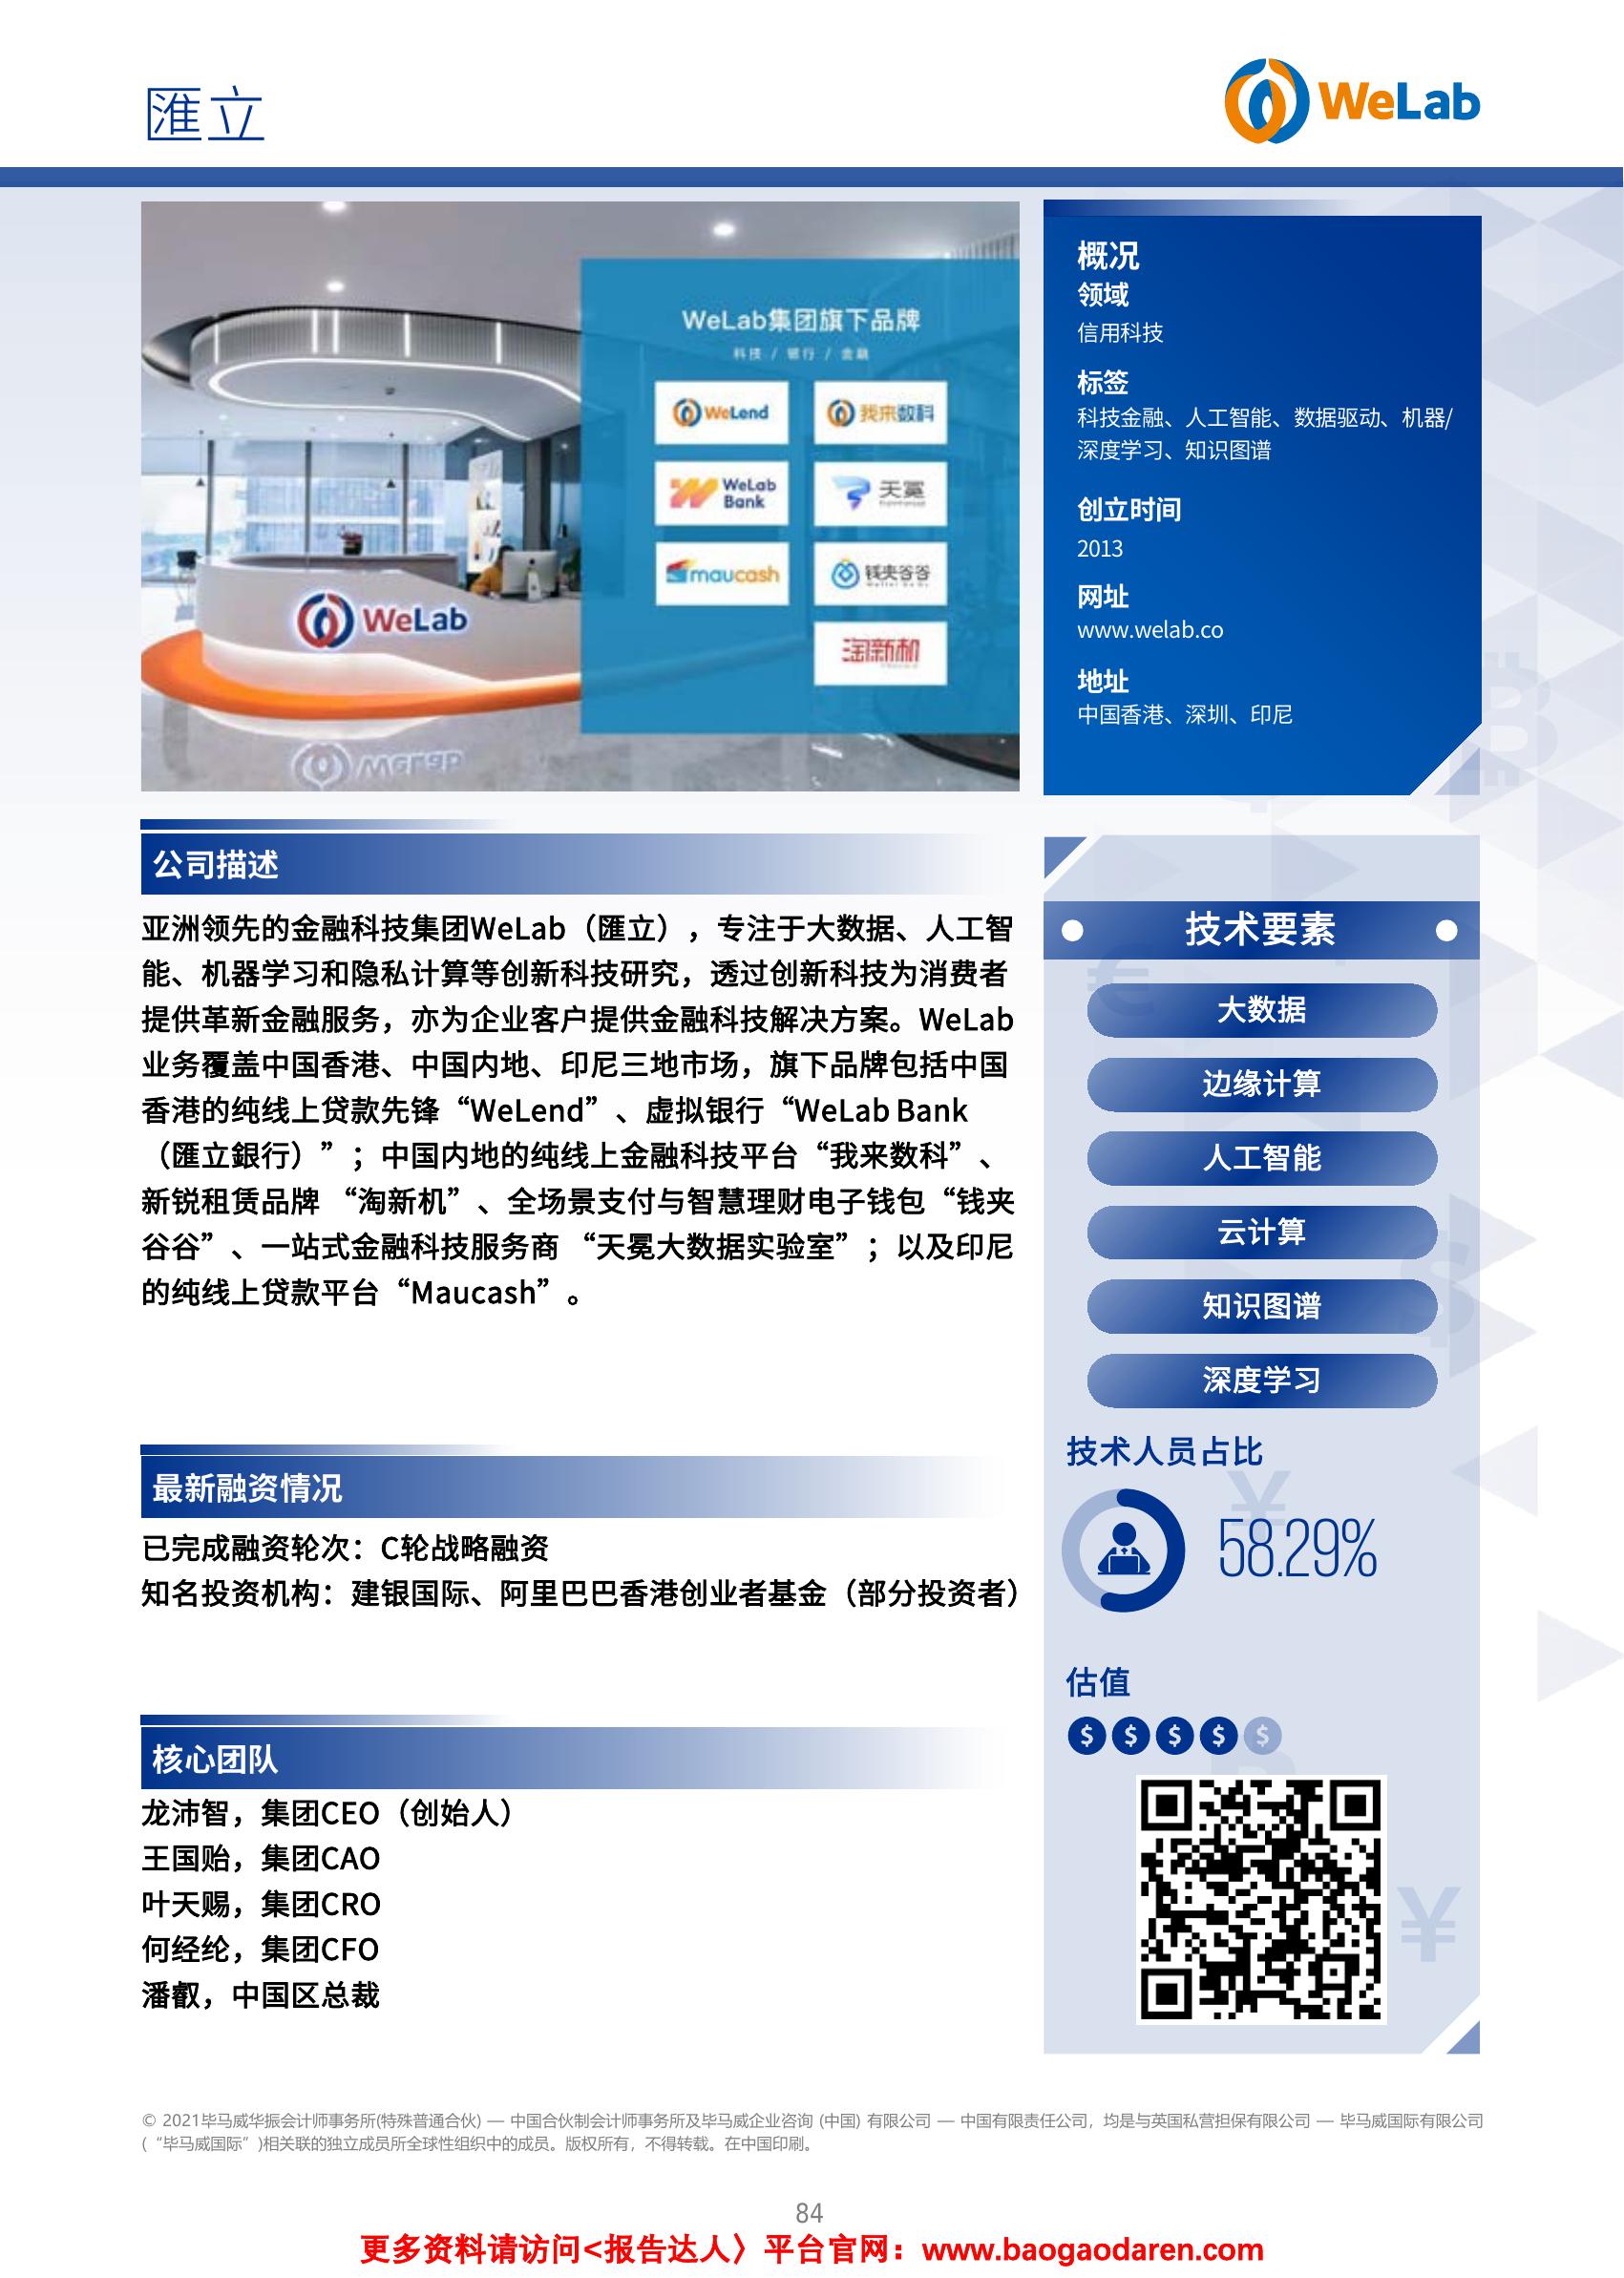 匯立
WeLab
WeLab集团旗下品牌
科技 / 银行 / 金融
WeLend
我来数科
WeLab
Bank
天冕
maucash
钱夹谷谷
淘新机
WeLab
概况
领域
信用科技
标签
科技金融、人工智能、数据驱动、机器/
深度学习、知识图谱
创立时间
2013
网址
www.welab.co
地址
中国香港、深圳、印尼
公司描述
亚洲领先的金融科技集团WeLab（匯立），专注于大数据、人工智
能、机器学习和隐私计算等创新科技研究，透过创新科技为消费者
提供革新金融服务，亦为企业客户提供金融科技解决方案。WeLab
业务覆盖中国香港、中国内地、印尼三地市场，旗下品牌包括中国
香港的纯线上贷款先锋“WeLend”、虚拟银行“WeLab Bank
（匯立銀行）”；中国内地的纯线上金融科技平台“我来数科”、
新锐租赁品牌 “淘新机”、全场景支付与智慧理财电子钱包“钱夹
谷谷”、一站式金融科技服务商 “天冕大数据实验室”；以及印尼
的纯线上贷款平台“Maucash”。
最新融资情况
已完成融资轮次：C轮战略融资
知名投资机构：建银国际、阿里巴巴香港创业者基金（部分投资者）
核心团队
龙沛智，集团CEO（创始人）
王国贻，集团CAO
叶天赐，集团CRO
何经纶，集团CFO
潘叡，中国区总裁
技术要素
大数据
边缘计算
人工智能
云计算
知识图谱
深度学习
技术人员占比
58.29%
估值
$ $ $ $ $
© 2021毕马威华振会计师事务所(特殊普通合伙) — 中国合伙制会计师事务所及毕马威企业咨询 (中国) 有限公司 — 中国有限责任公司，均是与英国私营担保有限公司 — 毕马威国际有限公司
(“毕马威国际”)相关联的独立成员所全球性组织中的成员。版权所有，不得转载。在中国印刷。
84
更多资料请访问<报告达人〉平台官网：www.baogaodaren.com